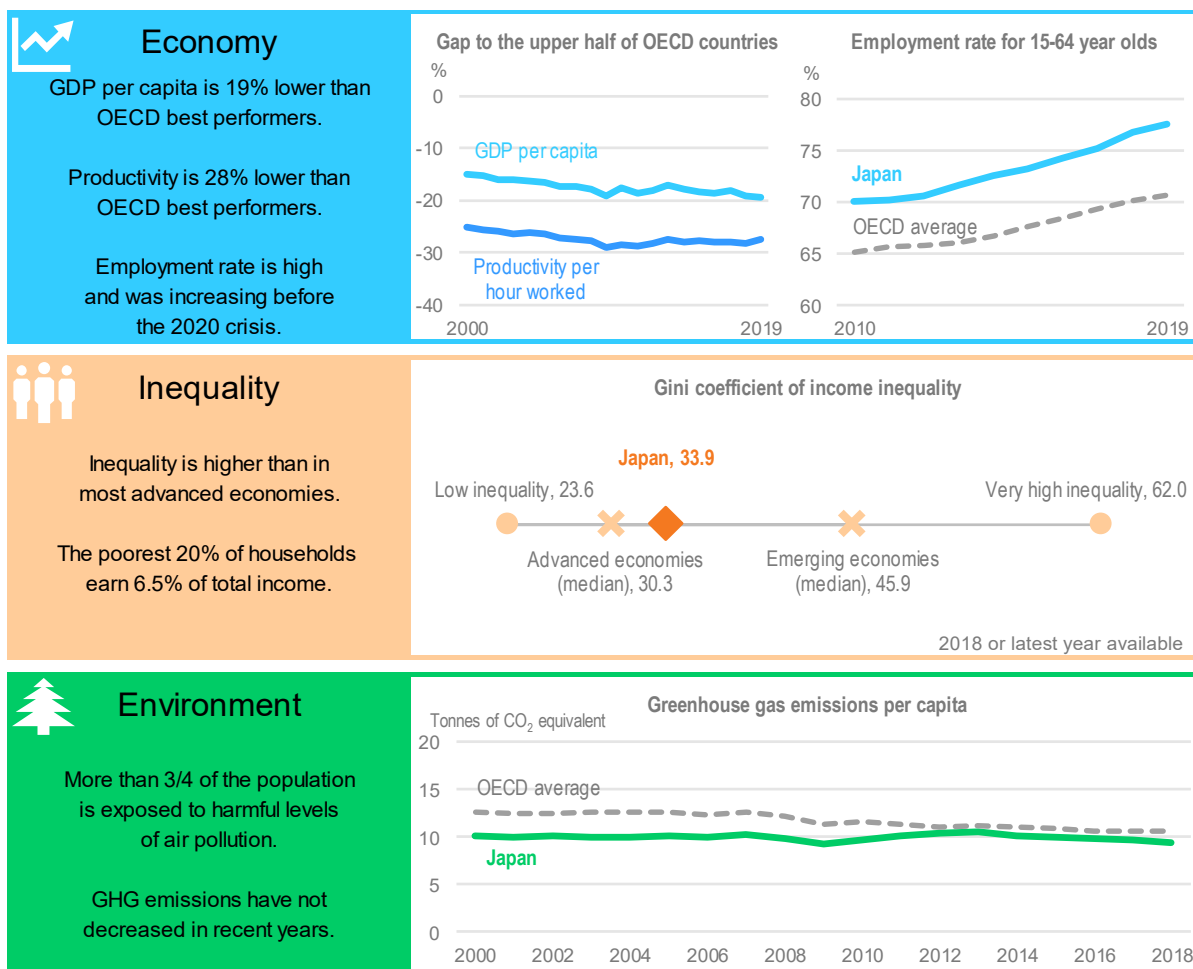 Economy
GDP per capita is 19% lower than
OECD best performers.
Productivity is 28% lower than
OECD best performers.
Employment rate is high
and was increasing before
the 2020 crisis.
Gap to the upper half of OECD countries
%
0
-10
-20
-30
-40
GDP per capita
Productivity per
hour worked
2000
2019
Employment rate for 15-64 year olds
%
80
75
70
65
60
Japan
OECD average
2010
2019
Inequality
Inequality is higher than in
most advanced economies.
The poorest 20% of households
earn 6.5% of total income.
Gini coefficient of income inequality
Japan, 33.9
Low inequality, 23.6
Very high inequality, 62.0
Advanced economies
(median), 30.3
Emerging economies
(median), 45.9
2018 or latest year available
Environment
More than 3/4 of the population
is exposed to harmful levels
of air pollution.
GHG emissions have not
decreased in recent years.
Greenhouse gas emissions per capita
Tonnes of CO₂ equivalent
20
15
10
5
0
OECD average
Japan
2000 2002 2004 2006 2008 2010 2012 2014 2016 2018